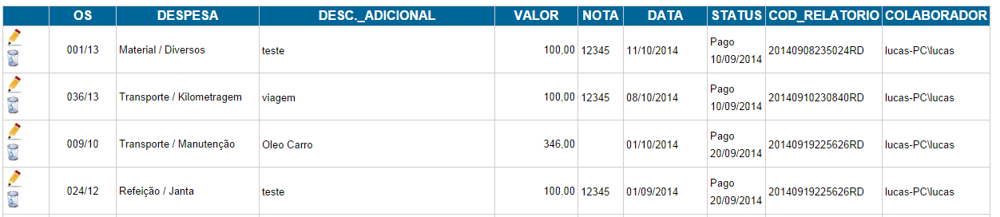 OS DESPESA DESC._ADICIONAL VALOR NOTA DATA STATUS COD_RELATORIO COLABORADOR
001/13 Material / Diversos teste 100,00 12345 11/10/2014 Pago 10/09/2014 20140908235024RD lucas-PC\lucas
036/13 Transporte / Kilometragem viagem 100,00 12345 08/10/2014 Pago 10/09/2014 20140910230840RD lucas-PC\lucas
009/10 Transporte / Manutenção Oleo Carro 346,00 01/10/2014 Pago 20/09/2014 20140919225626RD lucas-PC\lucas
024/12 Refeição / Janta teste 100,00 12345 01/09/2014 Pago 20/09/2014 20140919225626RD lucas-PC\lucas